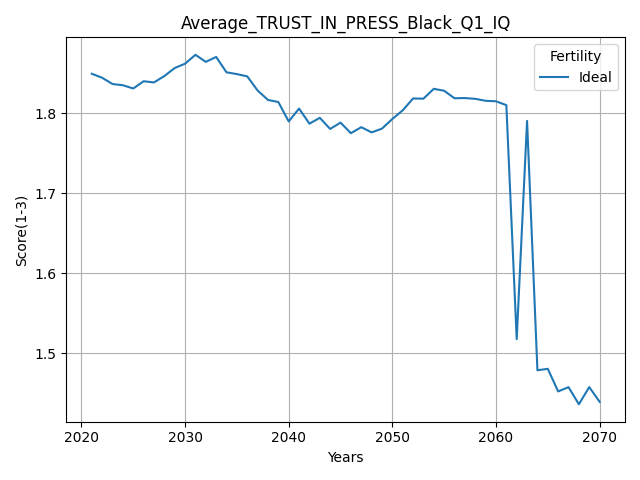 Average_TRUST_IN_PRESS_Black_Q1_IQ
Fertility
Ideal
Score(1-3)
1.8
1.7
1.6
1.5
2020 2030 2040 2050 2060 2070
Years